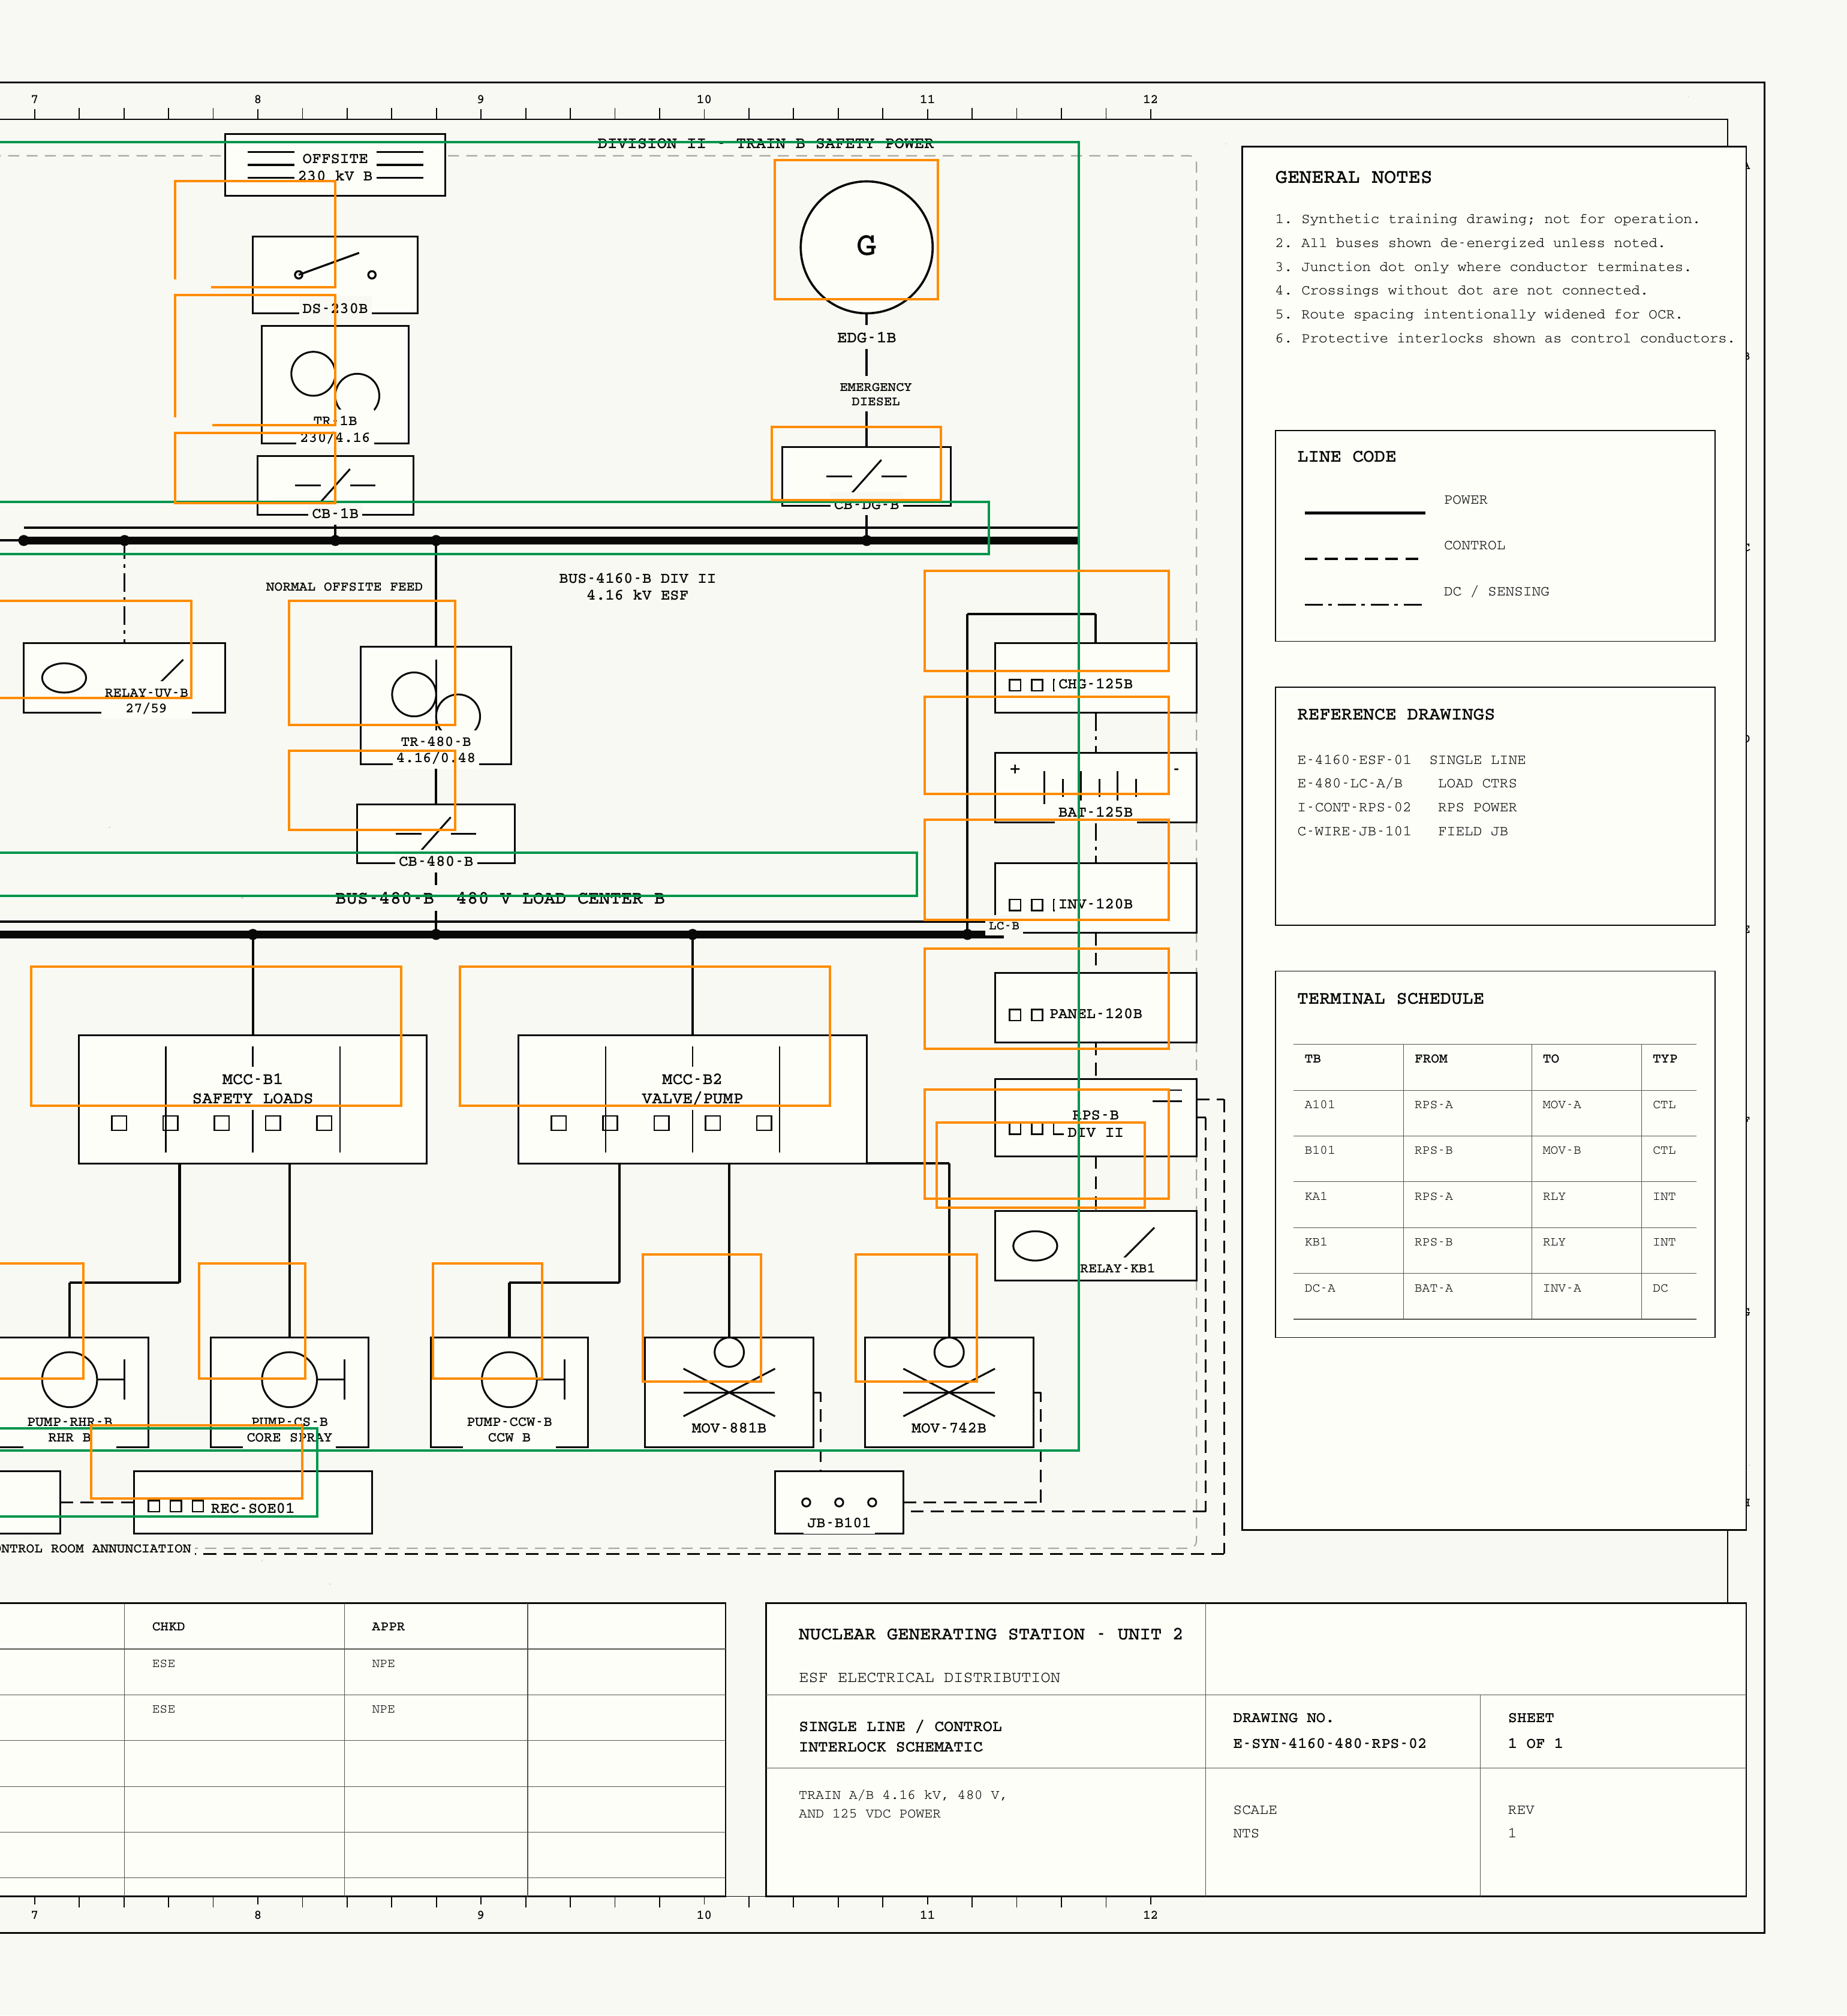 7 8 9 10 11 12
OFFSITE
230 kV B
DIVISION II - TRAIN B SAFETY POWER
G
DS-230B
EDG-1B
EMERGENCY
DIESEL
TR-1B
230/4.16
CB-1B
CB-DG-B
NORMAL OFFSITE FEED
BUS-4160-B DIV II
4.16 kV ESF
RELAY-UV-B
27/59
TR-480-B
4.16/0.48
CB-480-B
BUS-480-B 480 V LOAD CENTER B
LC-B
CHG-125B
+ -
BAT-125B
INV-120B
PANEL-120B
RPS-B
DIV II
RELAY-KB1
MCC-B1
SAFETY LOADS
MCC-B2
VALVE/PUMP
PUMP-RHR-B
RHR B
PUMP-CS-B
CORE SPRAY
PUMP-CCW-B
CCW B
MOV-881B
MOV-742B
REC-SOE01
JB-B101
ONTROL ROOM ANNUNCIATION
GENERAL NOTES
1. Synthetic training drawing; not for operation.
2. All buses shown de-energized unless noted.
3. Junction dot only where conductor terminates.
4. Crossings without dot are not connected.
5. Route spacing intentionally widened for OCR.
6. Protective interlocks shown as control conductors.
LINE CODE
POWER
CONTROL
DC / SENSING
REFERENCE DRAWINGS
E-4160-ESF-01 SINGLE LINE
E-480-LC-A/B LOAD CTRS
I-CONT-RPS-02 RPS POWER
C-WIRE-JB-101 FIELD JB
TERMINAL SCHEDULE
TB FROM TO TYP
A101 RPS-A MOV-A CTL
B101 RPS-B MOV-B CTL
KA1 RPS-A RLY INT
KB1 RPS-B RLY INT
DC-A BAT-A INV-A DC
CHKD APPR
ESE NPE
ESE NPE
NUCLEAR GENERATING STATION - UNIT 2
ESF ELECTRICAL DISTRIBUTION
SINGLE LINE / CONTROL
INTERLOCK SCHEMATIC
TRAIN A/B 4.16 kV, 480 V,
AND 125 VDC POWER
DRAWING NO.
E-SYN-4160-480-RPS-02
SHEET
1 OF 1
SCALE
NTS
REV
1
7 8 9 10 11 12